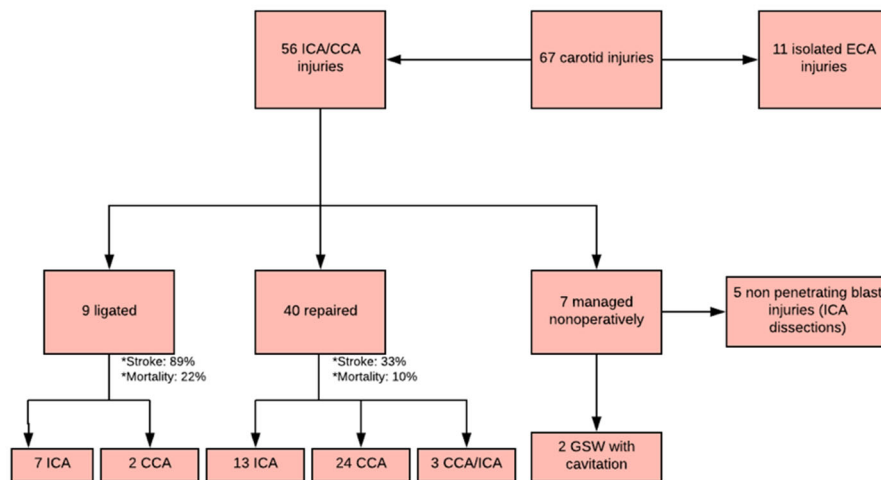 56 ICA/CCA
injuries
67 carotid injuries
11 isolated ECA
injuries
9 ligated
40 repaired
7 managed
nonoperatively
5 non penetrating blast
injuries (ICA
dissections)
*Stroke: 89%
*Mortality: 22%
*Stroke: 33%
*Mortality: 10%
7 ICA
2 CCA
13 ICA
24 CCA
3 CCA/ICA
2 GSW with
cavitation